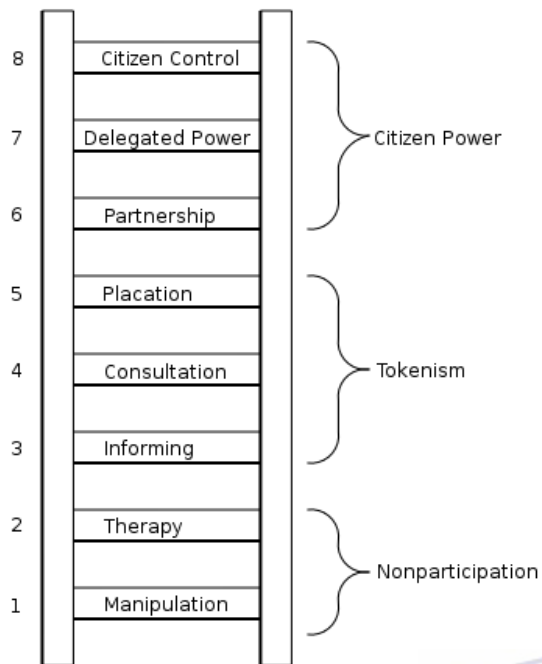 8 Citizen Control
7 Delegated Power Citizen Power
6 Partnership
5 Placation
4 Consultation Tokenism
3 Informing
2 Therapy
Nonparticipation
1 Manipulation